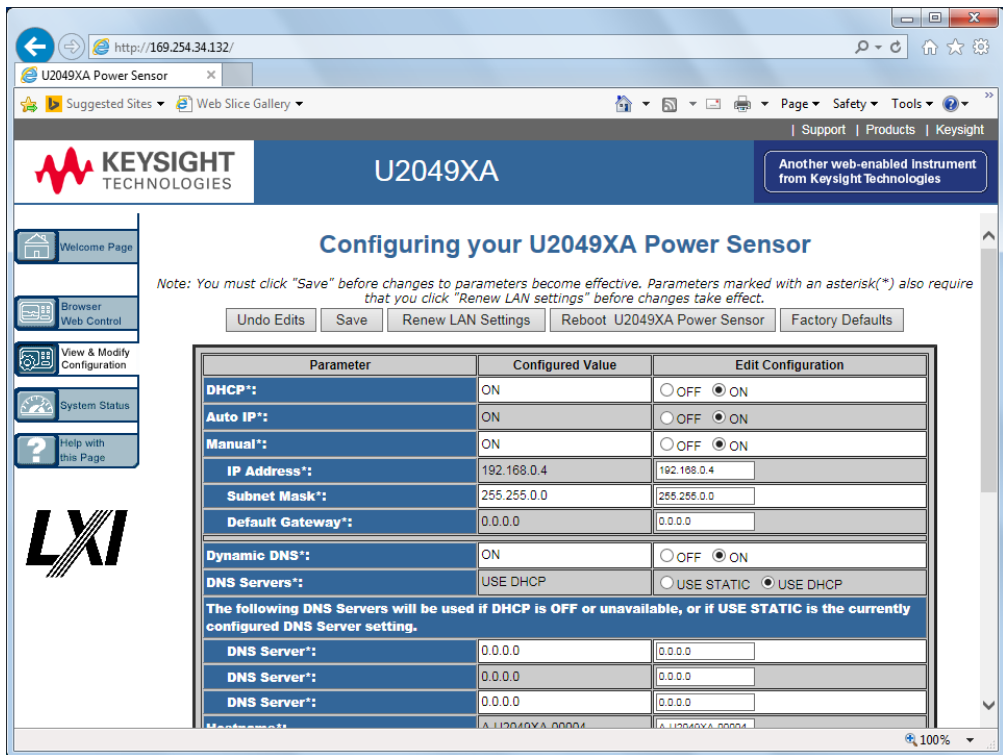 http://169.254.34.132/
U2049XA Power Sensor
Suggested Sites
Web Slice Gallery
Page
Safety
Tools
| Support | Products | Keysight
KEYSIGHT
TECHNOLOGIES
U2049XA
Another web-enabled instrument
from Keysight Technologies
Welcome Page
Browser
Web Control
View & Modify
Configuration
System Status
Help with
this Page
LXI
Configuring your U2049XA Power Sensor
Note: You must click "Save" before changes to parameters become effective. Parameters marked with an asterisk(*) also require
that you click "Renew LAN settings" before changes take effect.
Undo Edits Save Renew LAN Settings Reboot U2049XA Power Sensor Factory Defaults
Parameter Configured Value Edit Configuration
DHCP*: ON OFF ON
Auto IP*: ON OFF ON
Manual*: ON OFF ON
IP Address*: 192.168.0.4 192.168.0.4
Subnet Mask*: 255.255.0.0 255.255.0.0
Default Gateway*: 0.0.0.0 0.0.0.0
Dynamic DNS*: ON OFF ON
DNS Servers*: USE DHCP USE STATIC USE DHCP
The following DNS Servers will be used if DHCP is OFF or unavailable, or if USE STATIC is the currently
configured DNS Server setting.
DNS Server*: 0.0.0.0 0.0.0.0
DNS Server*: 0.0.0.0 0.0.0.0
DNS Server*: 0.0.0.0 0.0.0.0
Hostname*: A-U2049XA-00004 A-U2049XA-00004
100%